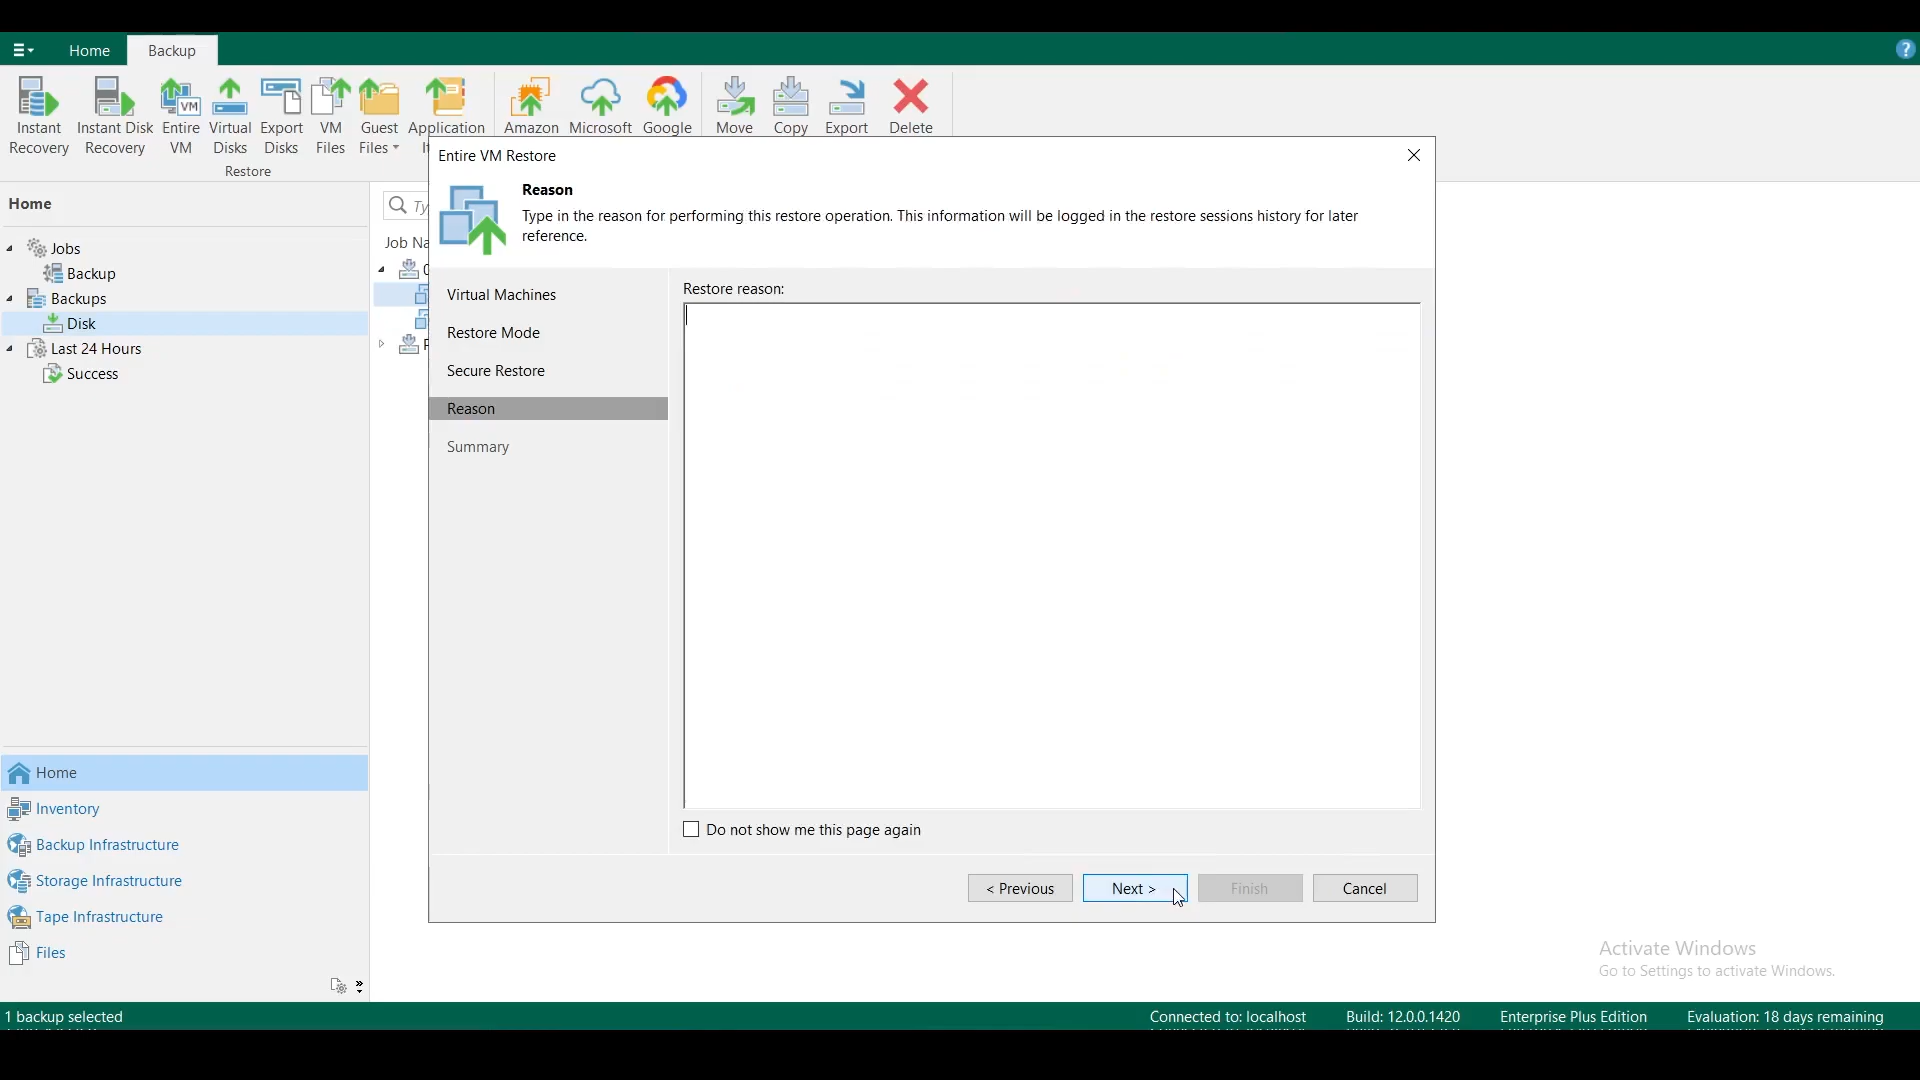 Home
Backup
?
Instant Recovery
Instant Disk Recovery
Entire VM
Virtual Disks
Export Disks
VM Files
Guest Files
Application
Amazon
Microsoft
Google
Move
Copy
Export
Delete
Restore
Entire VM Restore
Reason
Type in the reason for performing this restore operation. This information will be logged in the restore sessions history for later
reference.
Home
Jobs
Backup
Backups
Disk
Last 24 Hours
Success
Job Na
Virtual Machines
Restore Mode
Secure Restore
Reason
Summary
Restore reason:
Do not show me this page again
< Previous
Next >
Finish
Cancel
Home
Inventory
Backup Infrastructure
Storage Infrastructure
Tape Infrastructure
Files
Activate Windows
Go to Settings to activate Windows.
1 backup selected
Connected to: localhost
Build: 12.0.0.1420
Enterprise Plus Edition
Evaluation: 18 days remaining